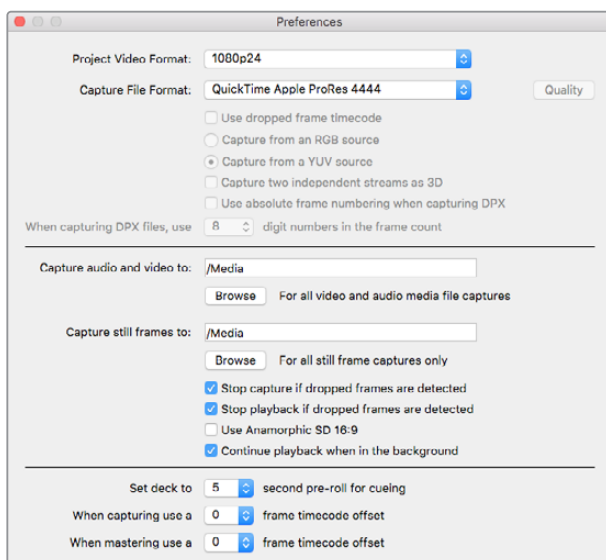 Preferences
Project Video Format: 1080p24
Capture File Format: QuickTime Apple ProRes 4444 Quality
Use dropped frame timecode
Capture from an RGB source
Capture from a YUV source
Capture two independent streams as 3D
Use absolute frame numbering when capturing DPX
When capturing DPX files, use 8 digit numbers in the frame count
Capture audio and video to: /Media
Browse For all video and audio media file captures
Capture still frames to: /Media
Browse For all still frame captures only
Stop capture if dropped frames are detected
Stop playback if dropped frames are detected
Use Anamorphic SD 16:9
Continue playback when in the background
Set deck to 5 second pre-roll for cueing
When capturing use a 0 frame timecode offset
When mastering use a 0 frame timecode offset